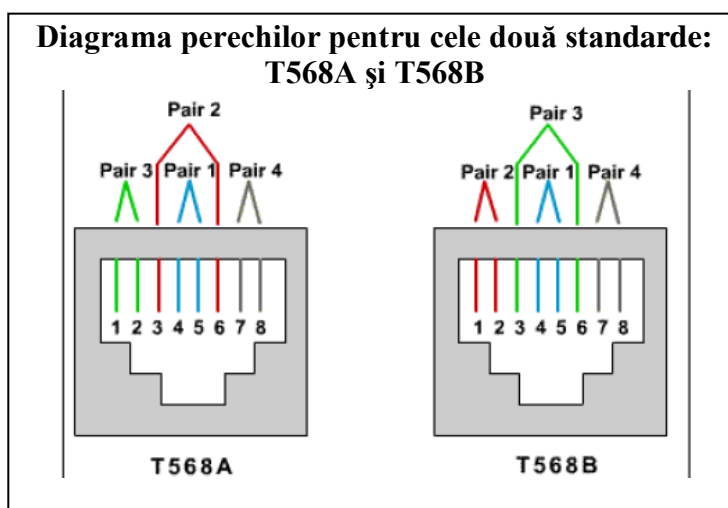 Diagrama perechilor pentru cele două standarde:
T568A şi T568B
Pair 2
Pair 3 Pair 1 Pair 4
1 2 3 4 5 6 7 8
T568A
Pair 3
Pair 2 Pair 1 Pair 4
1 2 3 4 5 6 7 8
T568B